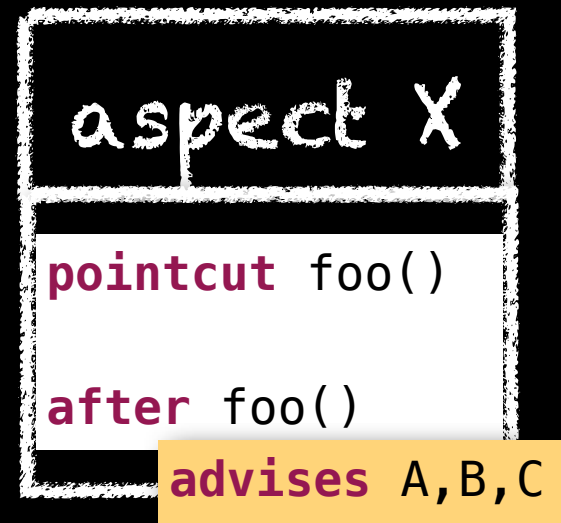 aspect X
pointcut foo()
after foo()
advises A,B,C